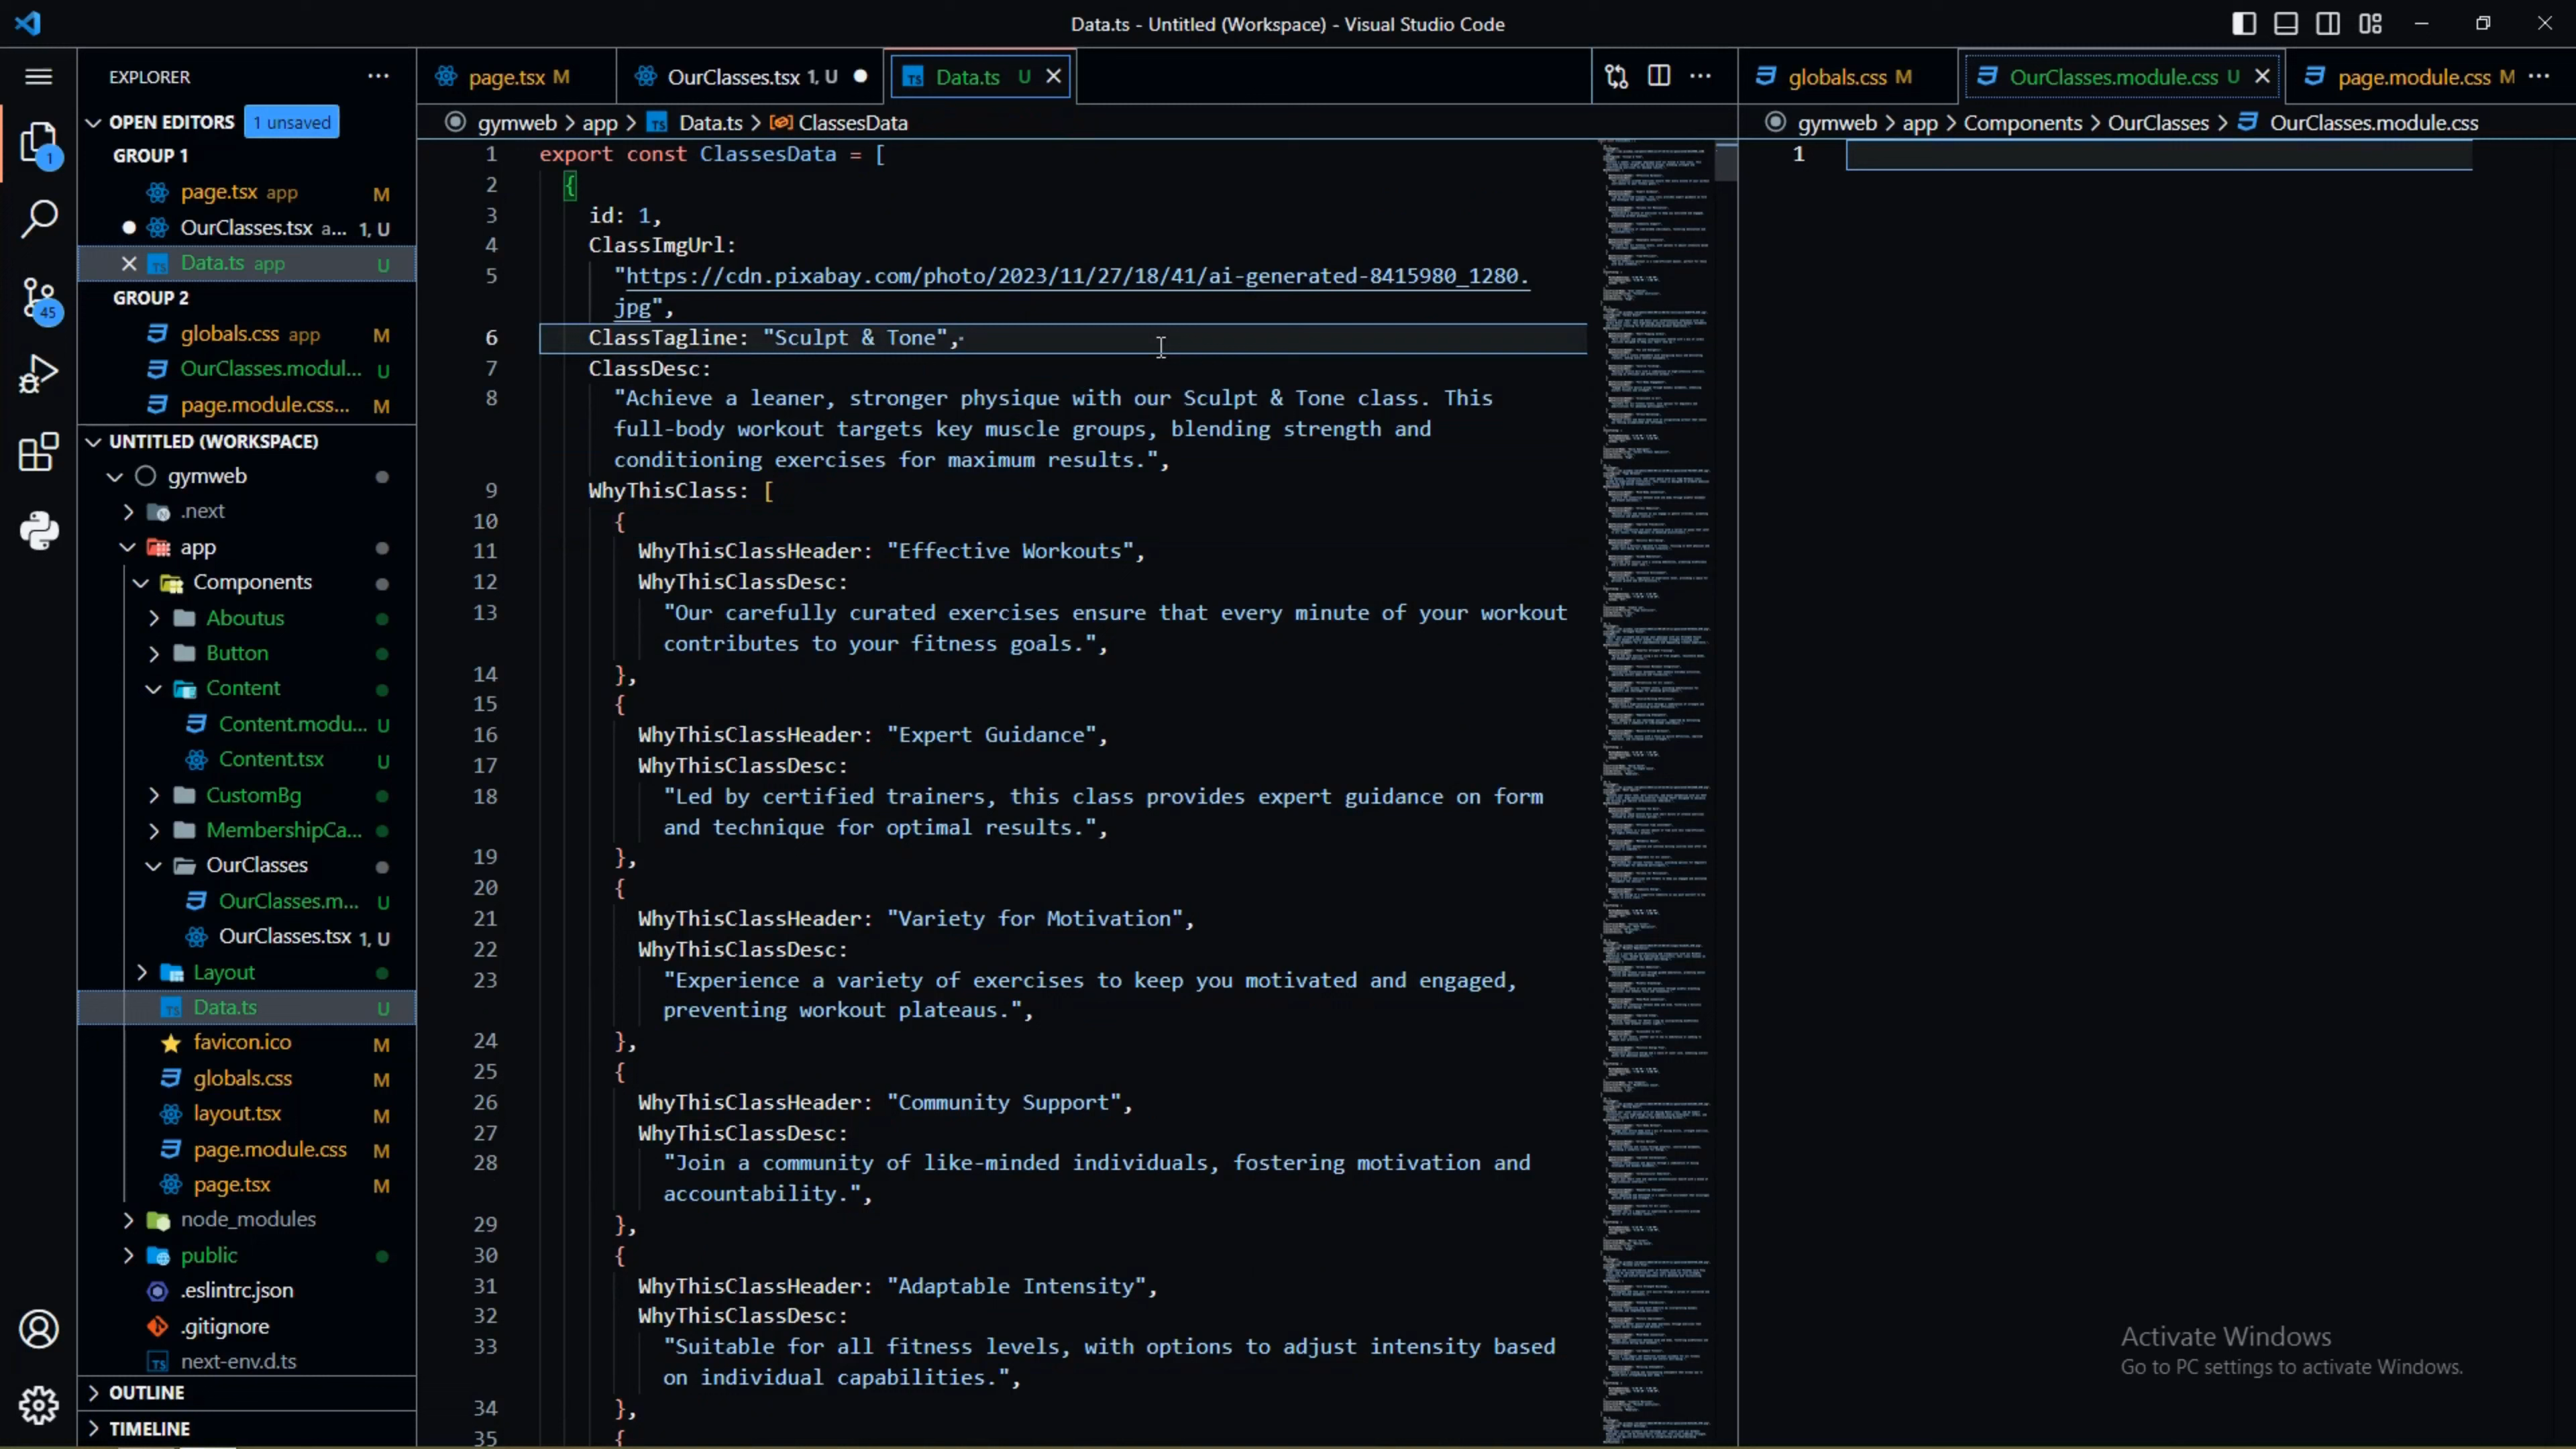 Data.ts - Untitled (Workspace) - Visual Studio Code
EXPLORER
OPEN EDITORS 1 unsaved
GROUP 1
page.tsx app M
OurClasses.tsx a... 1, U
Data.ts app U
GROUP 2
globals.css app M
OurClasses.modul... U
page.module.css... M
UNTITLED (WORKSPACE)
gymweb
.next
app
Components
Aboutus
Button
Content
Content.modu... U
Content.tsx U
CustomBg
MembershipCa...
OurClasses
OurClasses.m... U
OurClasses.tsx 1, U
Layout
Data.ts U
favicon.ico M
globals.css M
layout.tsx M
page.module.css M
page.tsx M
node_modules
public
.eslintrc.json
.gitignore
next-env.d.ts
OUTLINE
TIMELINE
1
45
page.tsx M
OurClasses.tsx 1, U
Data.ts U
gymweb > app > Data.ts > ClassesData
1 export const ClassesData = [
2 {
3 id: 1,
4 ClassImgUrl:
5 "https://cdn.pixabay.com/photo/2023/11/27/18/41/ai-generated-8415980_1280.
jpg",
6 ClassTagline: "Sculpt & Tone",
7 ClassDesc:
8 "Achieve a leaner, stronger physique with our Sculpt & Tone class. This
full-body workout targets key muscle groups, blending strength and
conditioning exercises for maximum results.",
9 WhyThisClass: [
10 {
11 WhyThisClassHeader: "Effective Workouts",
12 WhyThisClassDesc:
13 "Our carefully curated exercises ensure that every minute of your workout
contributes to your fitness goals.",
14 },
15 {
16 WhyThisClassHeader: "Expert Guidance",
17 WhyThisClassDesc:
18 "Led by certified trainers, this class provides expert guidance on form
and technique for optimal results.",
19 },
20 {
21 WhyThisClassHeader: "Variety for Motivation",
22 WhyThisClassDesc:
23 "Experience a variety of exercises to keep you motivated and engaged,
preventing workout plateaus.",
24 },
25 {
26 WhyThisClassHeader: "Community Support",
27 WhyThisClassDesc:
28 "Join a community of like-minded individuals, fostering motivation and
accountability.",
29 },
30 {
31 WhyThisClassHeader: "Adaptable Intensity",
32 WhyThisClassDesc:
33 "Suitable for all fitness levels, with options to adjust intensity based
on individual capabilities.",
34 },
35 {
globals.css M
OurClasses.module.css U
page.module.css M
gymweb > app > Components > OurClasses > OurClasses.module.css
1
Activate Windows
Go to PC settings to activate Windows.